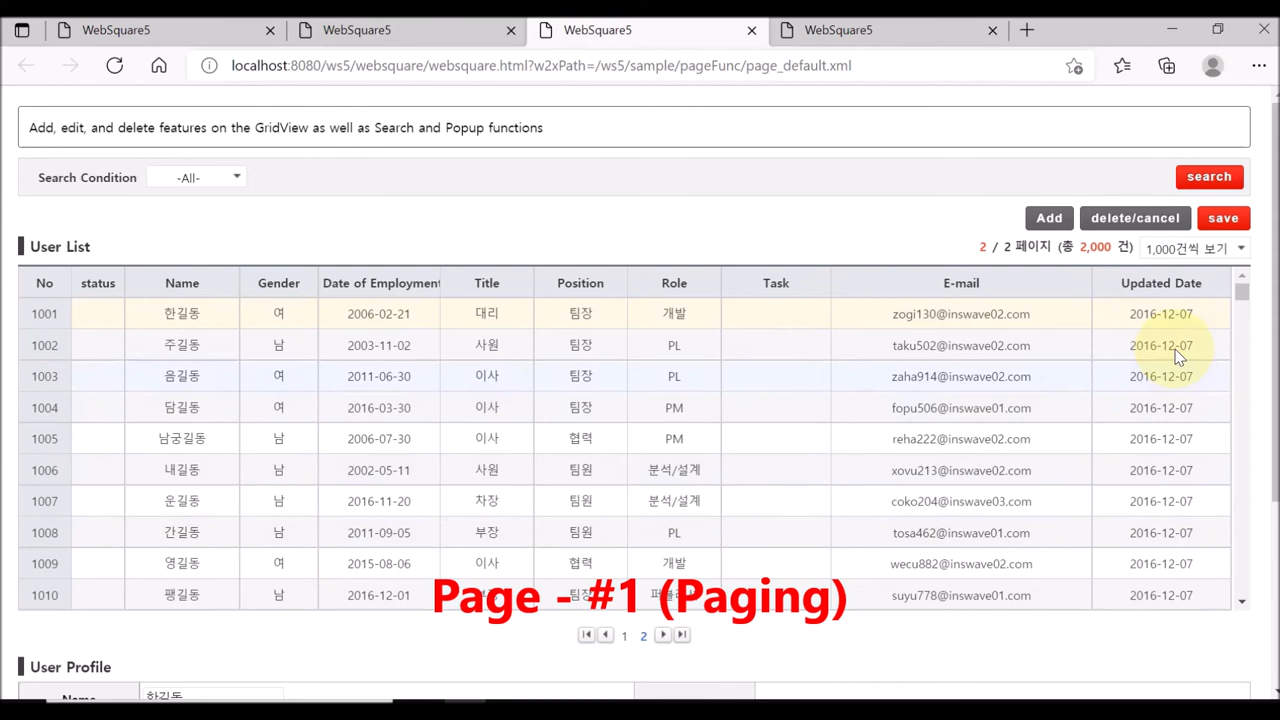 WebSquare5 WebSquare5 WebSquare5 WebSquare5
localhost:8080/ws5/websquare/websquare.html?w2xPath=/ws5/sample/pageFunc/page_default.xml
Add, edit, and delete features on the GridView as well as Search and Popup functions
Search Condition -All- search
Add delete/cancel save
User List 2 / 2 페이지 (총 2,000 건) 1,000건씩 보기
No status Name Gender Date of Employment Title Position Role Task E-mail Updated Date
1001 한길동 여 2006-02-21 대리 팀장 개발 zogi130@inswave02.com 2016-12-07
1002 주길동 남 2003-11-02 사원 팀장 PL taku502@inswave02.com 2016-12-07
1003 음길동 여 2011-06-30 이사 팀장 PL zaha914@inswave02.com 2016-12-07
1004 담길동 여 2016-03-30 이사 팀장 PM fopu506@inswave01.com 2016-12-07
1005 남궁길동 남 2006-07-30 이사 협력 PM reha222@inswave02.com 2016-12-07
1006 내길동 남 2002-05-11 사원 팀원 분석/설계 xovu213@inswave02.com 2016-12-07
1007 운길동 남 2016-11-20 차장 팀원 분석/설계 coko204@inswave03.com 2016-12-07
1008 간길동 남 2011-09-05 부장 팀원 PL tosa462@inswave01.com 2016-12-07
1009 영길동 여 2015-08-06 이사 협력 개발 wecu882@inswave02.com 2016-12-07
1010 팽길동 남 2016-12-01 suyu778@inswave01.com 2016-12-07
Page - #1 (Paging)
1 2
User Profile
Name 한길동